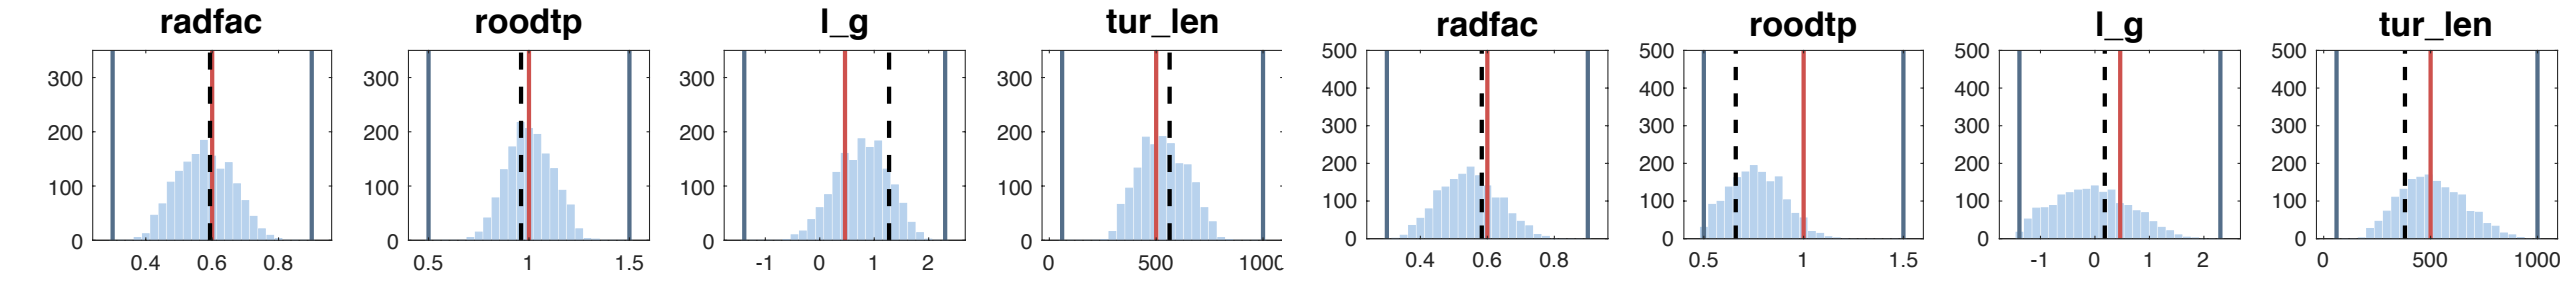 radfac roodtp l_g tur_len radfac roodtp l_g tur_len
300 300 300 300 500 500 500 500
400 400 400 400
200 200 200 200 300 300 300 300
100 100 100 100 200 200 200 200
100 100 100 100
0 0 0 0 0 0 0 0
0.4 0.6 0.8 0.5 1 1.5 -1 0 1 2 0 500 1000 0.4 0.6 0.8 0.5 1 1.5 -1 0 1 2 0 500 1000